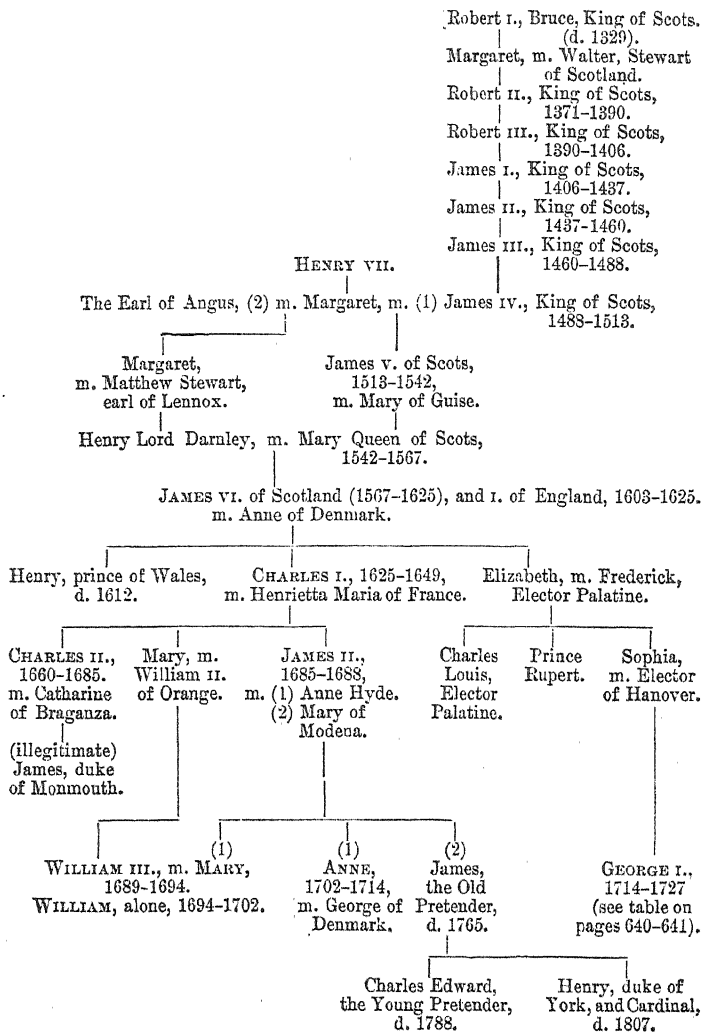 Robert I., Bruce, King of Scots.
(d. 1329).
Margaret, m. Walter, Stewart
of Scotland.
Robert II., King of Scots,
1371–1390.
Robert III., King of Scots,
1390–1406.
James I., King of Scots,
1406–1437.
James II., King of Scots,
1437–1460.
James III., King of Scots,
1460–1488.
HENRY VII.
The Earl of Angus, (2) m. Margaret, m. (1) James IV., King of Scots,
1488–1513.
Margaret,
m. Matthew Stewart,
earl of Lennox.
James V. of Scots,
1513–1542,
m. Mary of Guise.
Henry Lord Darnley, m. Mary Queen of Scots,
1542–1567.
JAMES VI. of Scotland (1567–1625), and I. of England, 1603–1625.
m. Anne of Denmark.
Henry, prince of Wales,
d. 1612.
CHARLES I., 1625–1649,
m. Henrietta Maria of France.
Elizabeth, m. Frederick,
Elector Palatine.
CHARLES II.,
1660–1685.
m. Catharine
of Braganza.
(illegitimate)
James, duke
of Monmouth.
Mary, m.
William II.
of Orange.
JAMES II.,
1685–1688,
m. (1) Anne Hyde.
(2) Mary of
Modena.
Charles
Louis,
Elector
Palatine.
Prince
Rupert.
Sophia,
m. Elector
of Hanover.
(1)
WILLIAM III., m. MARY,
1689–1694.
WILLIAM, alone, 1694–1702.
(1)
ANNE,
1702–1714,
m. George of
Denmark.
(2)
James,
the Old
Pretender,
d. 1765.
GEORGE I.,
1714–1727
(see table on
pages 640–641).
Charles Edward,
the Young Pretender,
d. 1788.
Henry, duke of
York, and Cardinal,
d. 1807.